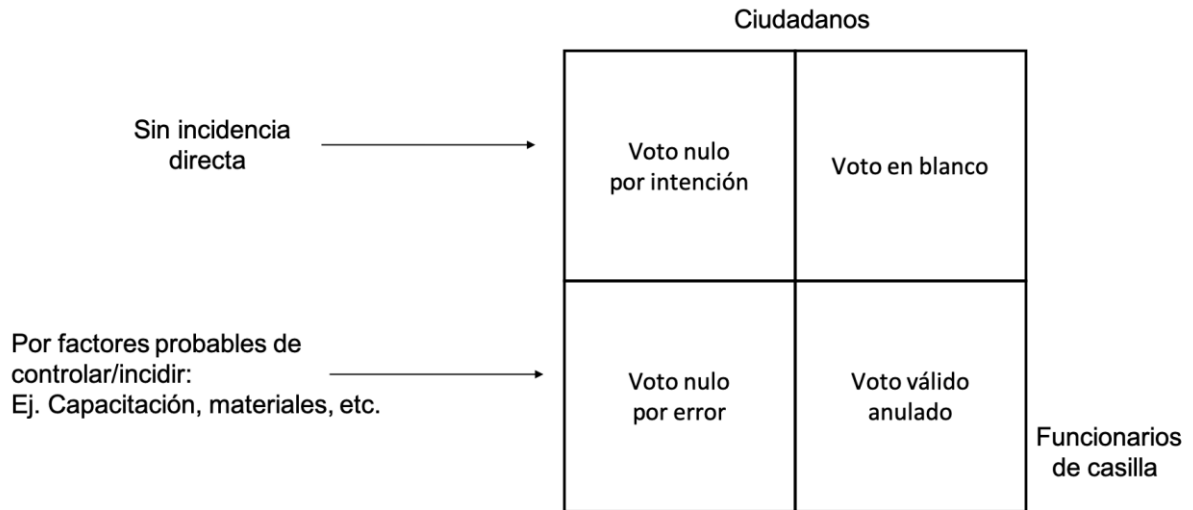 Ciudadanos
Sin incidencia
directa
Voto nulo
por intención
Voto en blanco
Por factores probables de
controlar/incidir:
Ej. Capacitación, materiales, etc.
Voto nulo
por error
Voto válido
anulado
Funcionarios
de casilla